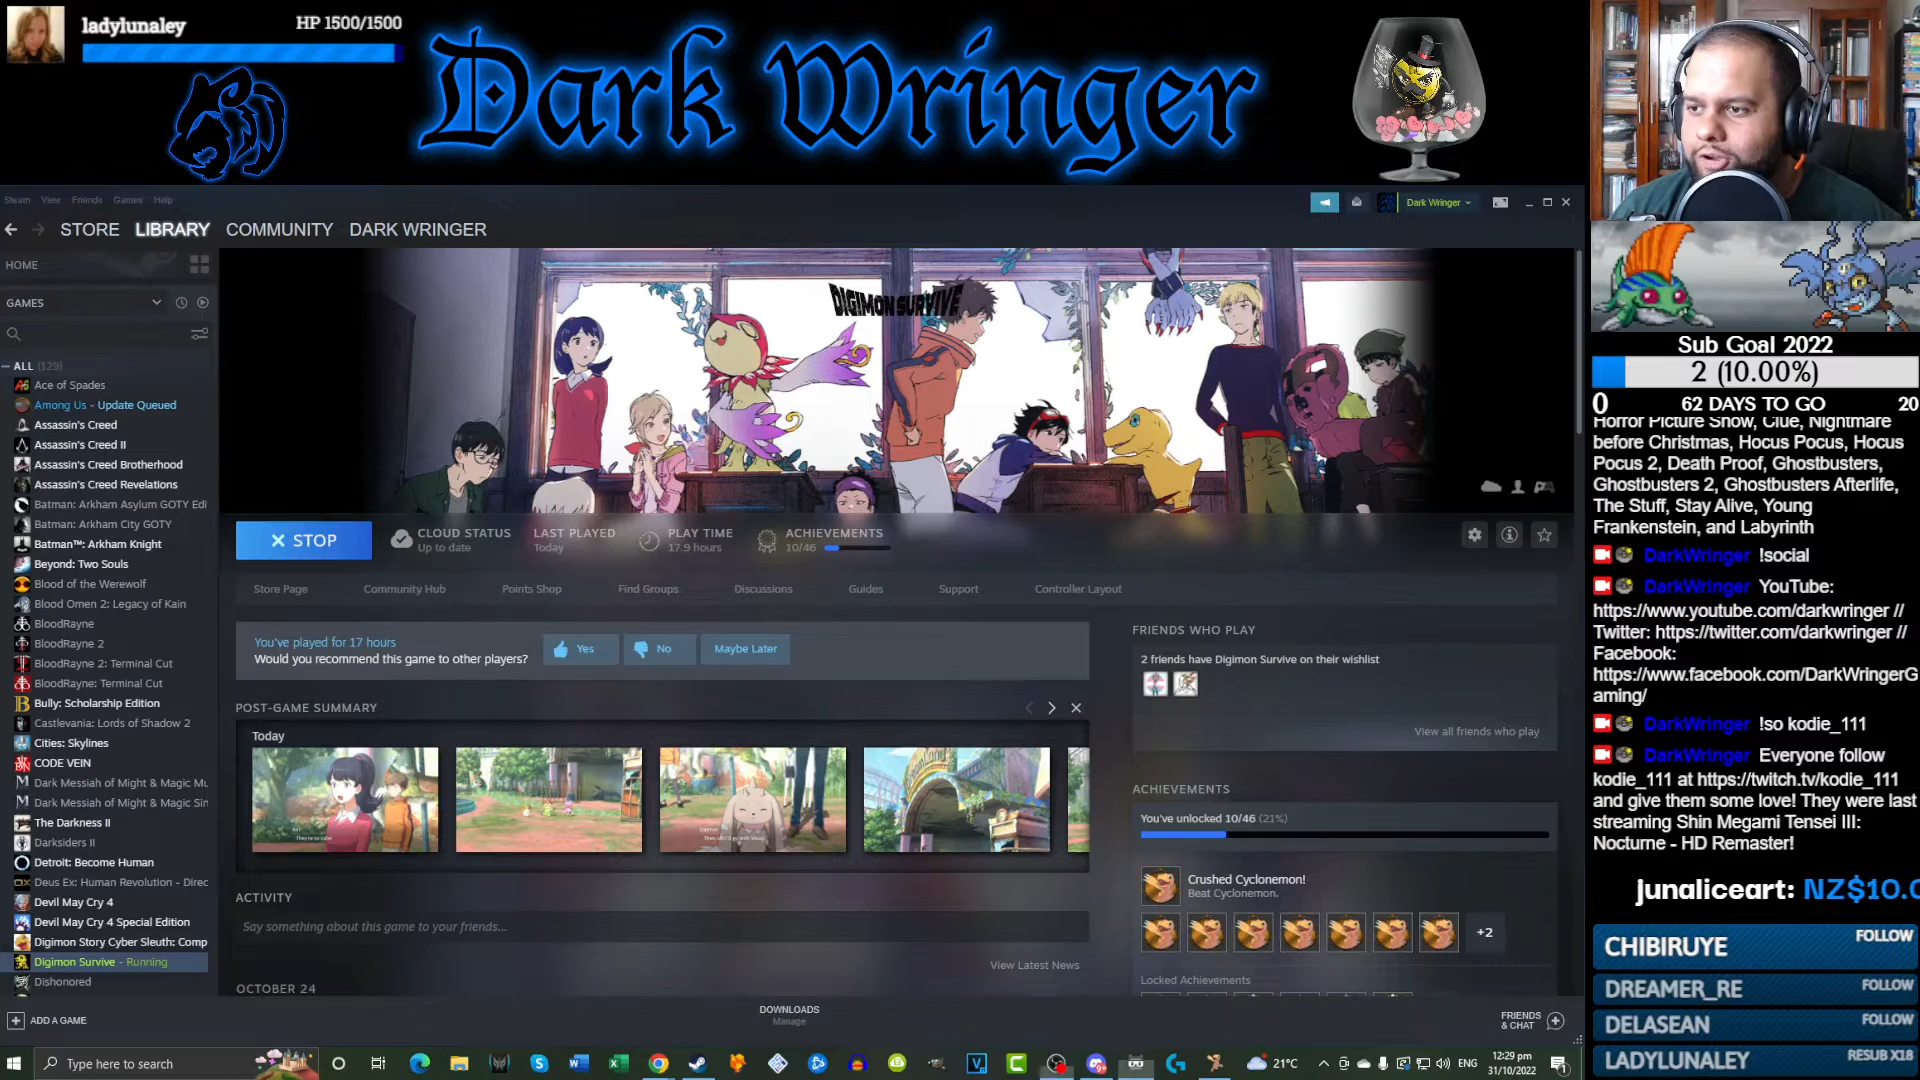 ladylunaley
HP 1500/1500
Dark Wringer
Steam View Friends Games Help
Dark Wringer
STORE LIBRARY COMMUNITY DARK WRINGER
HOME
GAMES
ALL (129)
Ace of Spades
Among Us - Update Queued
Assassin's Creed
Assassin's Creed II
Assassin's Creed Brotherhood
Assassin's Creed Revelations
Batman: Arkham Asylum GOTY Edi
Batman: Arkham City GOTY
Batman™: Arkham Knight
Beyond: Two Souls
Blood of the Werewolf
Blood Omen 2: Legacy of Kain
BloodRayne
BloodRayne 2
BloodRayne 2: Terminal Cut
BloodRayne: Terminal Cut
Bully: Scholarship Edition
Castlevania: Lords of Shadow 2
Cities: Skylines
CODE VEIN
Dark Messiah of Might & Magic Mu
Dark Messiah of Might & Magic Sin
The Darkness II
Darksiders II
Detroit: Become Human
Deus Ex: Human Revolution - Direc
Devil May Cry 4
Devil May Cry 4 Special Edition
Digimon Story Cyber Sleuth: Comp
Digimon Survive - Running
Dishonored
ADD A GAME
DIGIMON SURVIVE
STOP
CLOUD STATUS
Up to date
LAST PLAYED
Today
PLAY TIME
17.9 hours
ACHIEVEMENTS
10/46
Store Page Community Hub Points Shop Find Groups Discussions Guides Support Controller Layout
You've played for 17 hours
Would you recommend this game to other players?
Yes
No
Maybe Later
POST-GAME SUMMARY
Today
ACTIVITY
Say something about this game to your friends...
View Latest News
OCTOBER 24
FRIENDS WHO PLAY
2 friends have Digimon Survive on their wishlist
View all friends who play
ACHIEVEMENTS
You've unlocked 10/46 (21%)
Crushed Cyclonemon!
Beat Cyclonemon.
+2
Locked Achievements
DOWNLOADS
Manage
FRIENDS
& CHAT
Sub Goal 2022
2 (10.00%)
0 62 DAYS TO GO 20
Horror Picture Show, Clue, Nightmare
before Christmas, Hocus Pocus, Hocus
Pocus 2, Death Proof, Ghostbusters,
Ghostbusters 2, Ghostbusters Afterlife,
The Stuff, Stay Alive, Young
Frankenstein, and Labyrinth
DarkWringer !social
DarkWringer YouTube:
https://www.youtube.com/darkwringer //
Twitter: https://twitter.com/darkwringer //
Facebook:
https://www.facebook.com/DarkWringerG
aming/
DarkWringer !so kodie_111
DarkWringer Everyone follow
kodie_111 at https://twitch.tv/kodie_111
and give them some love! They were last
streaming Shin Megami Tensei III:
Nocturne - HD Remaster!
junaliceart: NZ$10.0
CHIBIRUYE FOLLOW
DREAMER_RE FOLLOW
DELASEAN FOLLOW
LADYLUNALEY RESUB X18
Type here to search
21°C
ENG
12:29 pm
31/10/2022